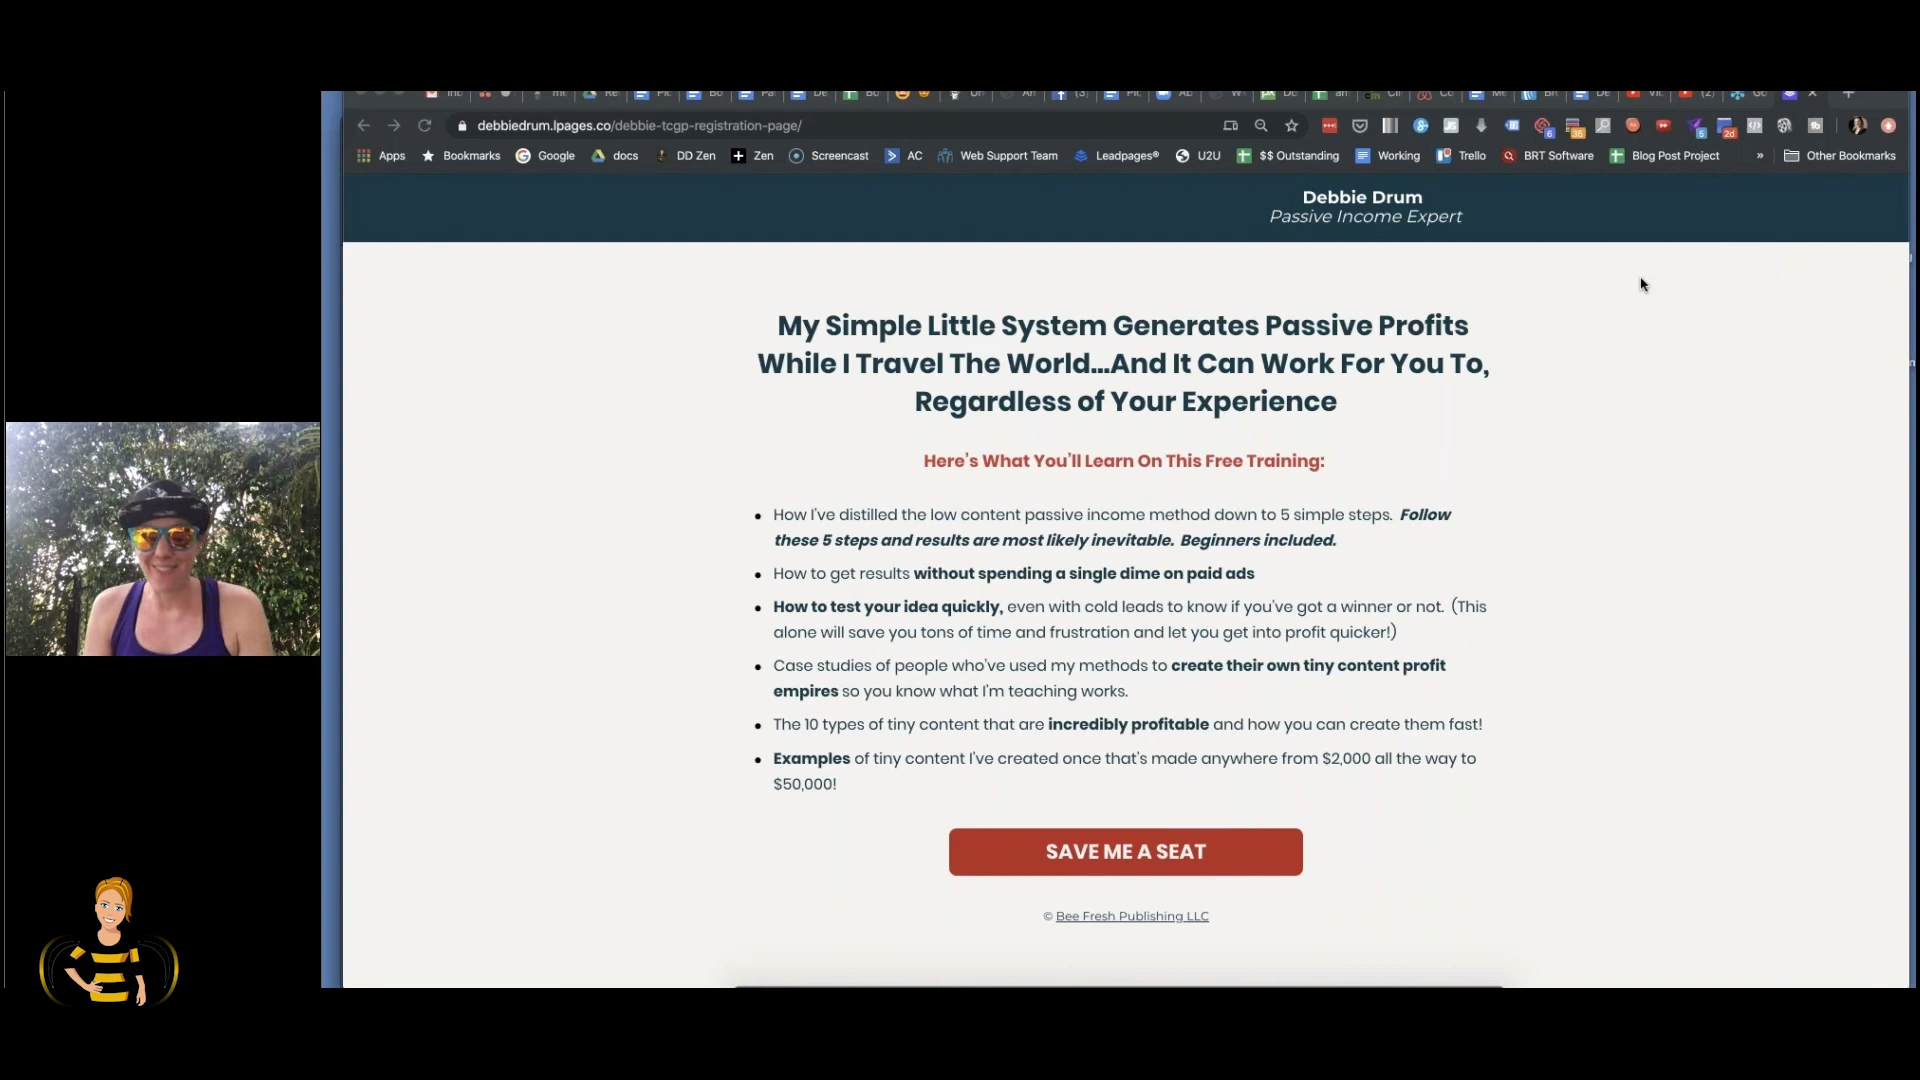 debbiedrum.lpages.co/debbie-tcgp-registration-page/
Apps Bookmarks Google docs DD Zen Zen Screencast AC Web Support Team Leadpages® U2U $$ Outstanding Working Trello BRT Software Blog Post Project » Other Bookmarks
Debbie Drum
Passive Income Expert
My Simple Little System Generates Passive Profits
While I Travel The World...And It Can Work For You To,
Regardless of Your Experience
Here's What You'll Learn On This Free Training:
• How I've distilled the low content passive income method down to 5 simple steps. Follow
these 5 steps and results are most likely inevitable. Beginners included.
• How to get results without spending a single dime on paid ads
• How to test your idea quickly, even with cold leads to know if you've got a winner or not. (This
alone will save you tons of time and frustration and let you get into profit quicker!)
• Case studies of people who've used my methods to create their own tiny content profit
empires so you know what I'm teaching works.
• The 10 types of tiny content that are incredibly profitable and how you can create them fast!
• Examples of tiny content I've created once that's made anywhere from $2,000 all the way to
$50,000!
SAVE ME A SEAT
© Bee Fresh Publishing LLC